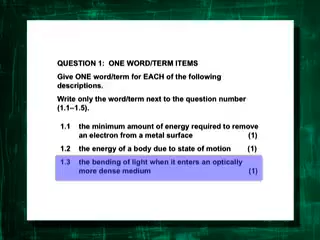 QUESTION 1: ONE WORD/TERM ITEMS
Give ONE word/term for EACH of the following
descriptions.
Write only the word/term next to the question number
(1.1–1.5).
1.1 the minimum amount of energy required to remove
an electron from a metal surface (1)
1.2 the energy of a body due to state of motion (1)
1.3 the bending of light when it enters an optically
more dense medium (1)